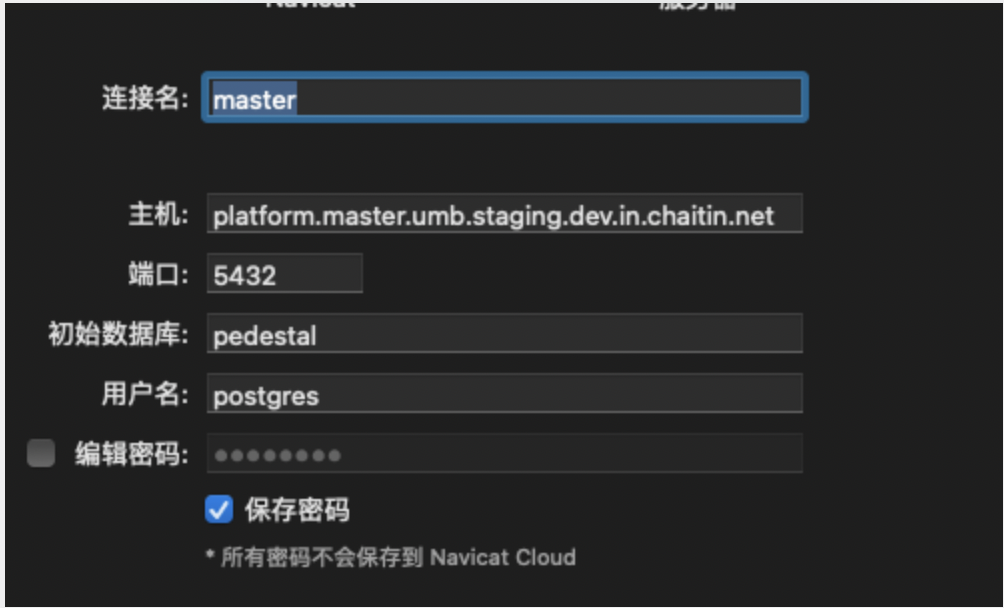 Navicat 服务器
连接名: master
主机: platform.master.umb.staging.dev.in.chaitin.net
端口: 5432
初始数据库: pedestal
用户名: postgres
编辑密码: ●●●●●●●●
保存密码
* 所有密码不会保存到 Navicat Cloud